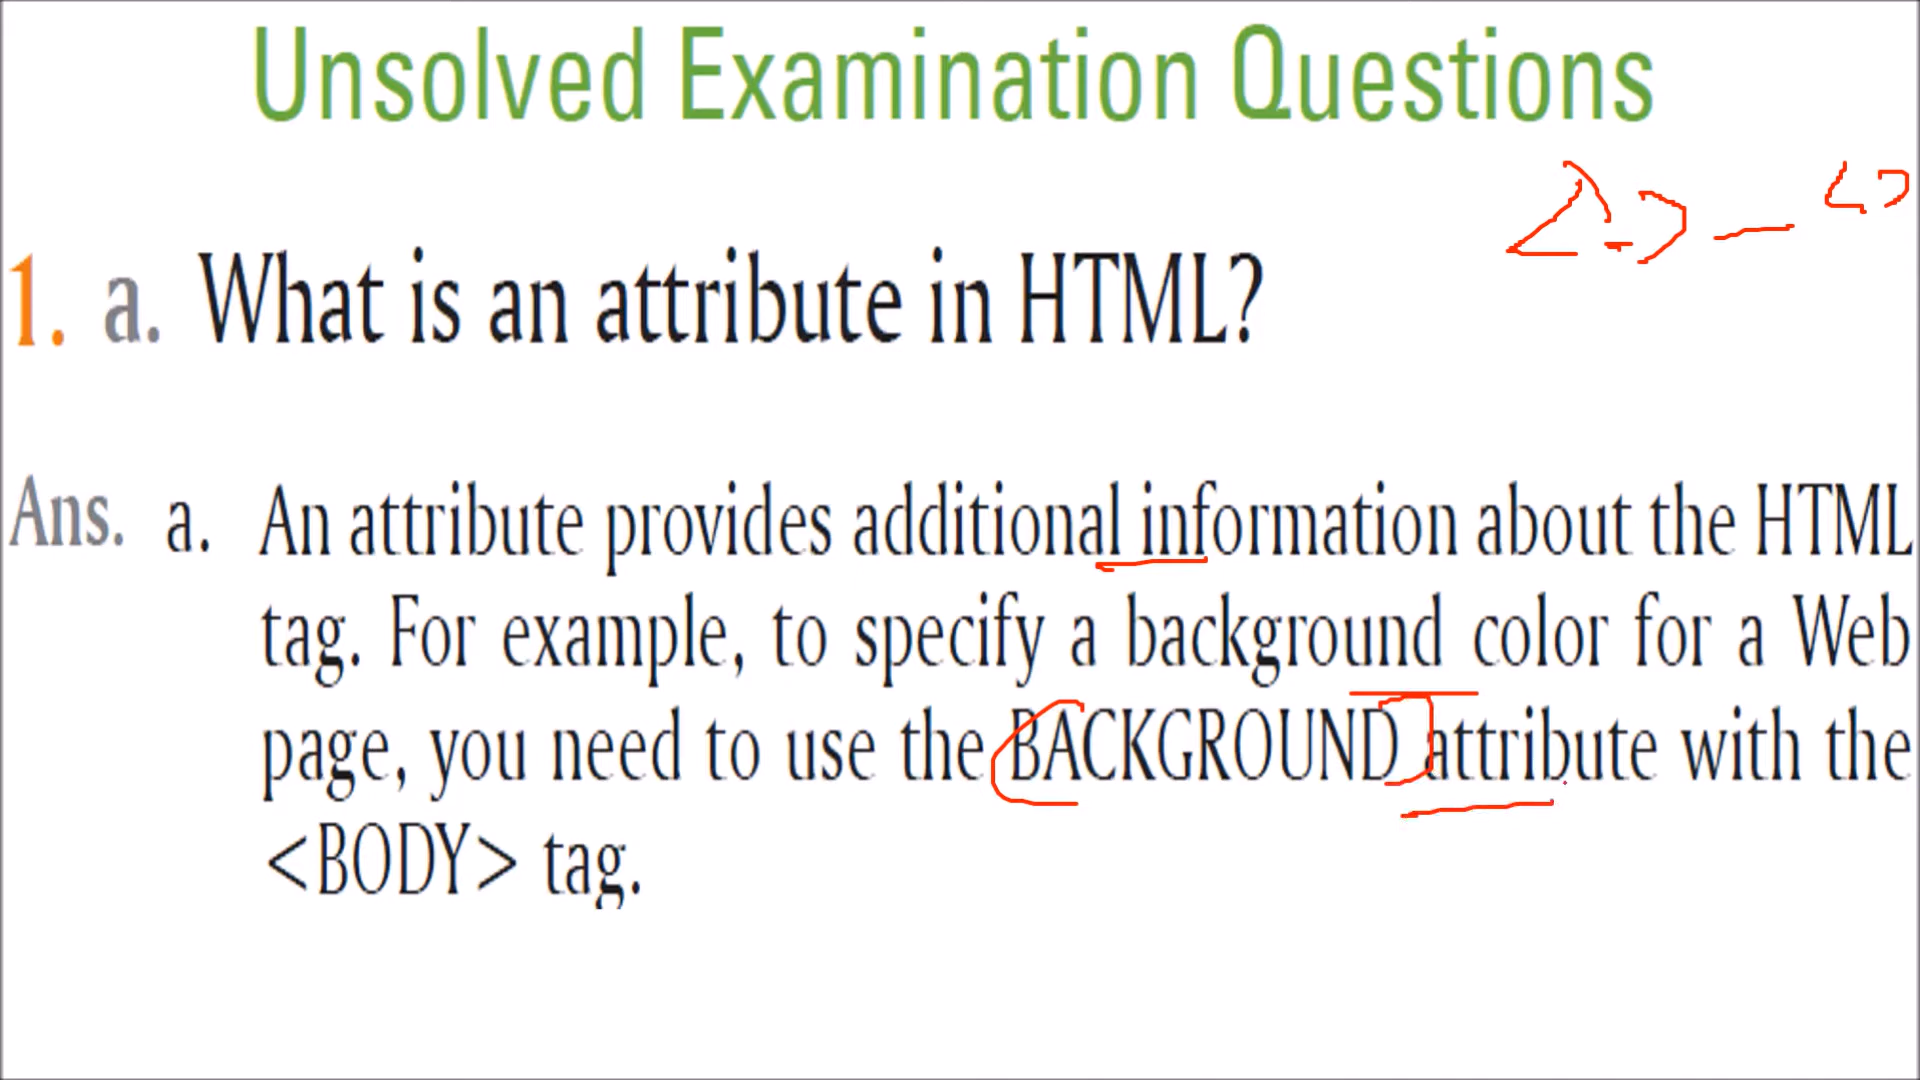 Unsolved Examination Questions
1. a. What is an attribute in HTML?
Ans. a. An attribute provides additional information about the HTML
tag. For example, to specify a background color for a Web
page, you need to use the BACKGROUND attribute with the
<BODY> tag.